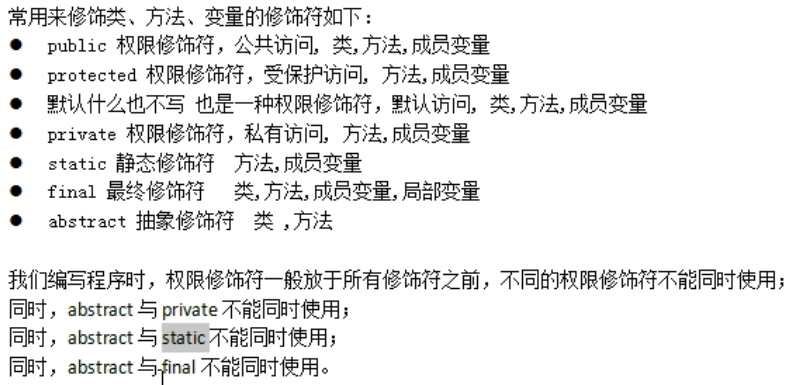 常用来修饰类、方法、变量的修饰符如下:
● public 权限修饰符，公共访问, 类,方法,成员变量
● protected 权限修饰符，受保护访问, 方法,成员变量
● 默认什么也不写 也是一种权限修饰符，默认访问, 类,方法,成员变量
● private 权限修饰符，私有访问, 方法,成员变量
● static 静态修饰符 方法,成员变量
● final 最终修饰符 类,方法,成员变量,局部变量
● abstract 抽象修饰符 类 ,方法
我们编写程序时，权限修饰符一般放于所有修饰符之前，不同的权限修饰符不能同时使用;
同时，abstract 与 private 不能同时使用;
同时，abstract 与 static 不能同时使用;
同时，abstract 与 final 不能同时使用。